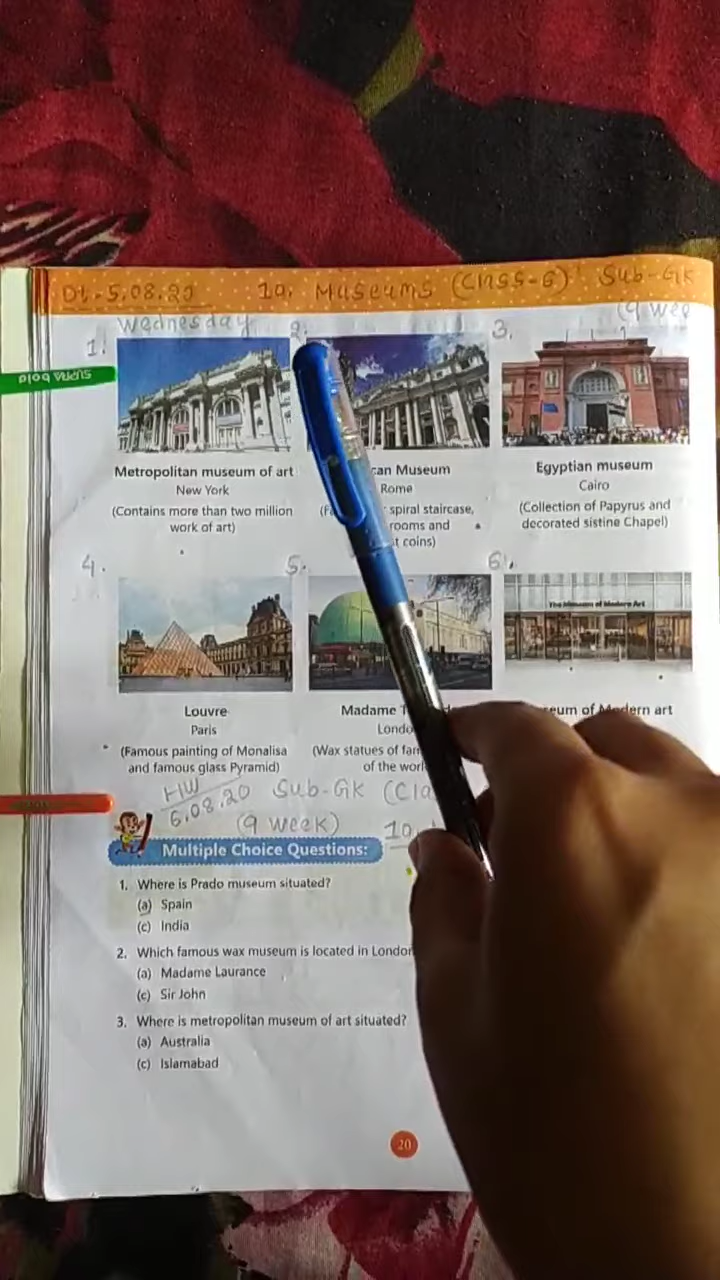 Dt. 5.08.20 10. Museums (Class-6) Sub-GK
Wednesday
(9 wee
1.
2.
3.
SUPRA bold
Metropolitan museum of art
New York
(Contains more than two million
work of art)
can Museum
Rome
spiral staircase,
rooms and
t coins)
Egyptian museum
Cairo
(Collection of Papyrus and
decorated sistine Chapel)
4.
5.
6.
The Museum of Modern Art
Louvre
Paris
(Famous painting of Monalisa
and famous glass Pyramid)
Madame T
Londo
(Wax statues of fam
of the worl
eum of Modern art
HW
6.08.20 Sub-GK (Cla
(9 week) 10.
Multiple Choice Questions:
1. Where is Prado museum situated?
(a) Spain
(c) India
2. Which famous wax museum is located in London
(a) Madame Laurance
(c) Sir John
3. Where is metropolitan museum of art situated?
(a) Australia
(c) Islamabad
20